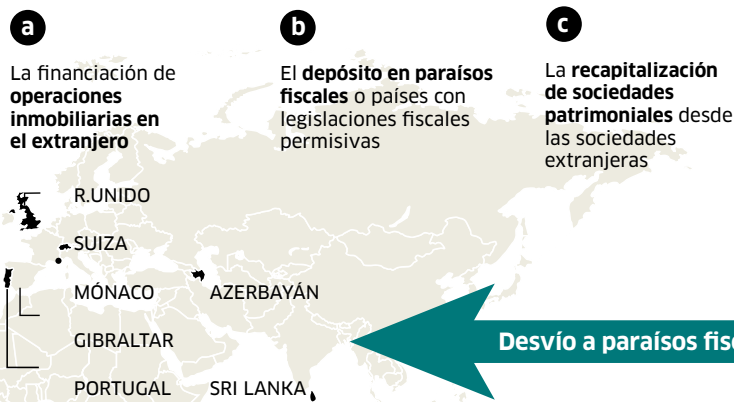 a
La financiación de
operaciones
inmobiliarias en
el extranjero
b
El depósito en paraísos
fiscales o países con
legislaciones fiscales
permisivas
c
La recapitalización
de sociedades
patrimoniales desde
las sociedades
extranjeras
R.UNIDO
SUIZA
MÓNACO
AZERBAYÁN
GIBRALTAR
PORTUGAL
SRI LANKA
Desvío a paraísos